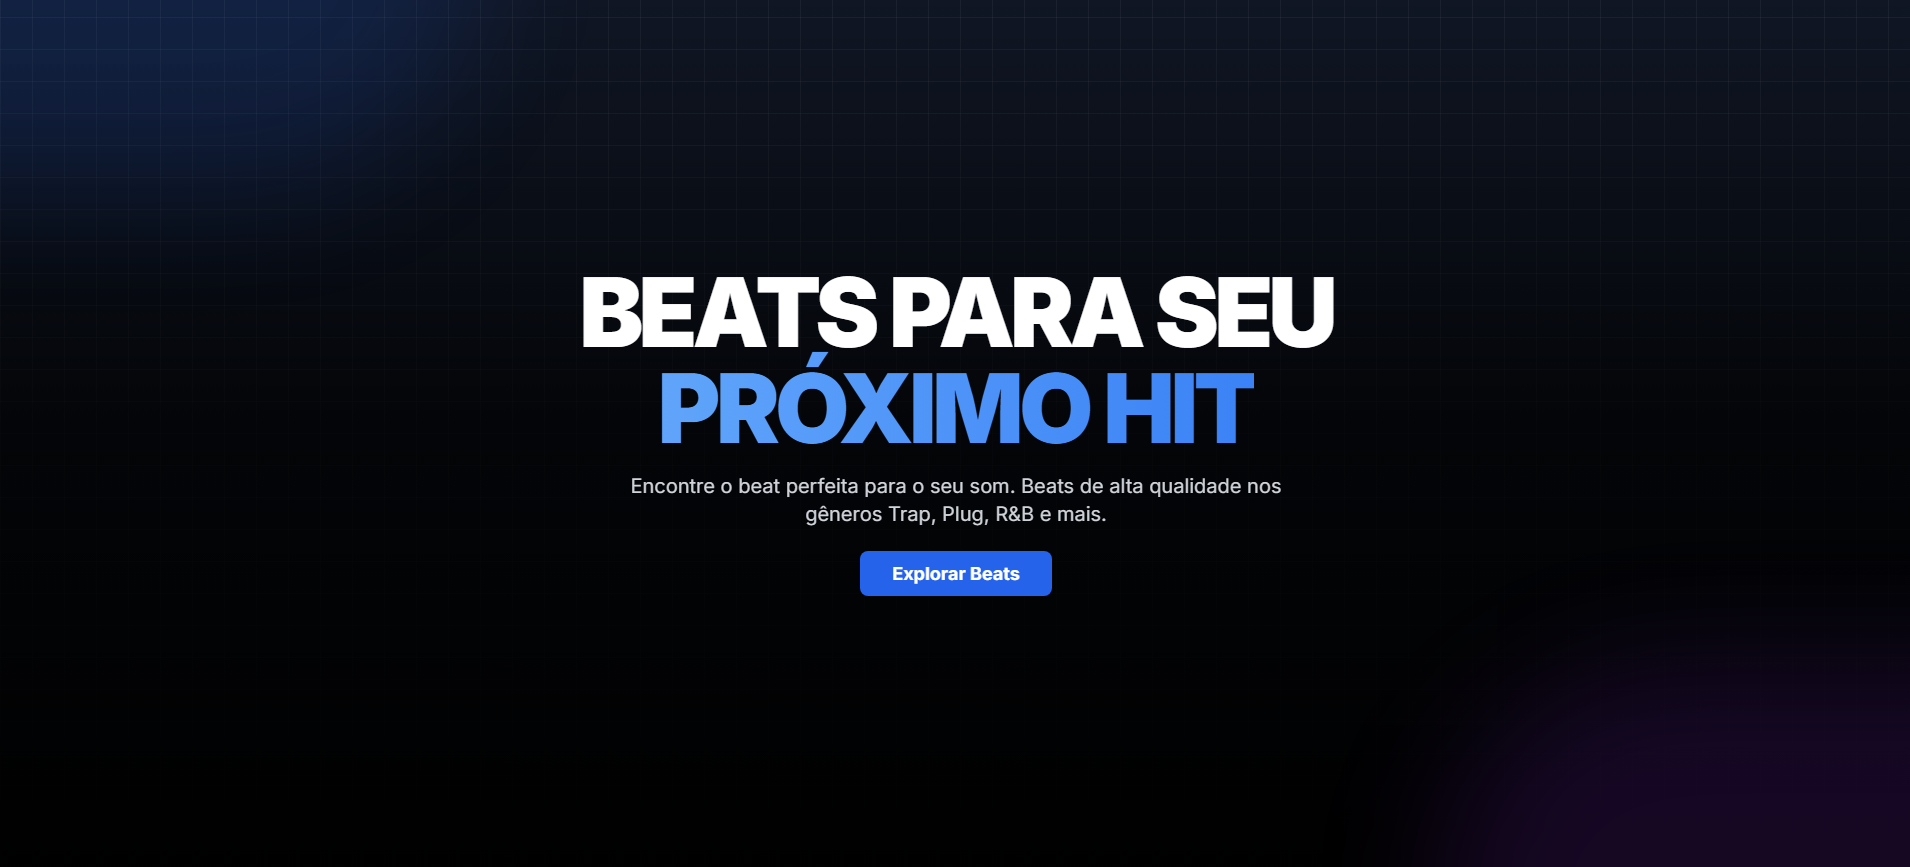 BEATS PARA SEU
PRÓXIMO HIT
Encontre o beat perfeita para o seu som. Beats de alta qualidade nos
gêneros Trap, Plug, R&B e mais.
Explorar Beats